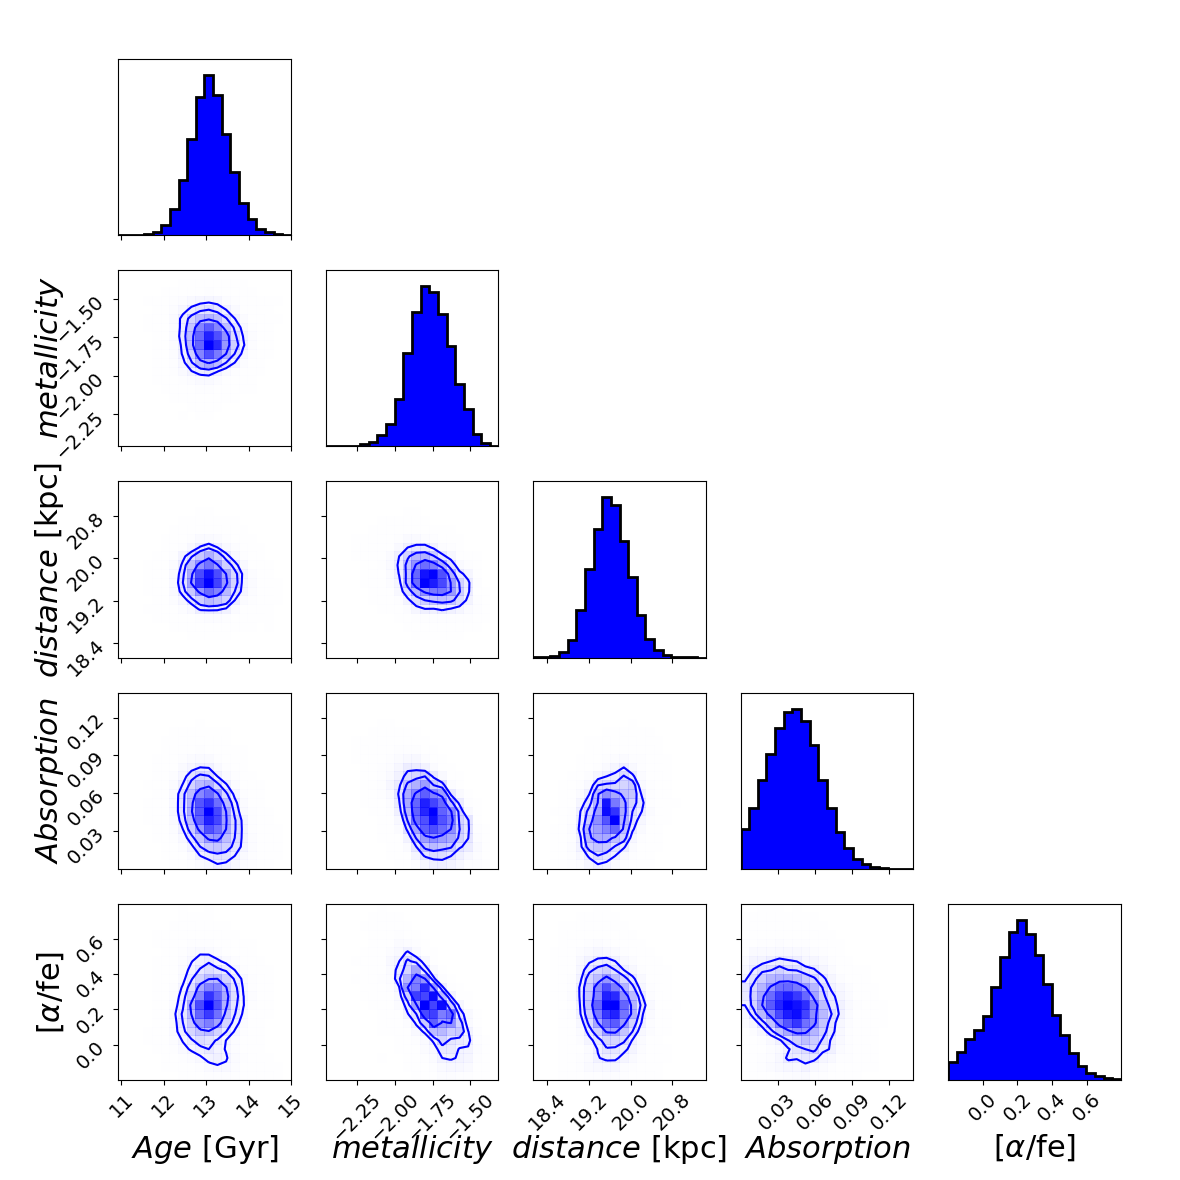 metallicity
−1.50
−1.75
−2.00
−2.25
distance [kpc]
20.8
20.0
19.2
18.4
Absorption
0.12
0.09
0.06
0.03
[α/fe]
0.6
0.4
0.2
0.0
11 12 13 14 15
−2.25 −2.00 −1.75 −1.50
18.4 19.2 20.0 20.8
0.03 0.06 0.09 0.12
0.0 0.2 0.4 0.6
Age [Gyr] metallicity distance [kpc] Absorption [α/fe]